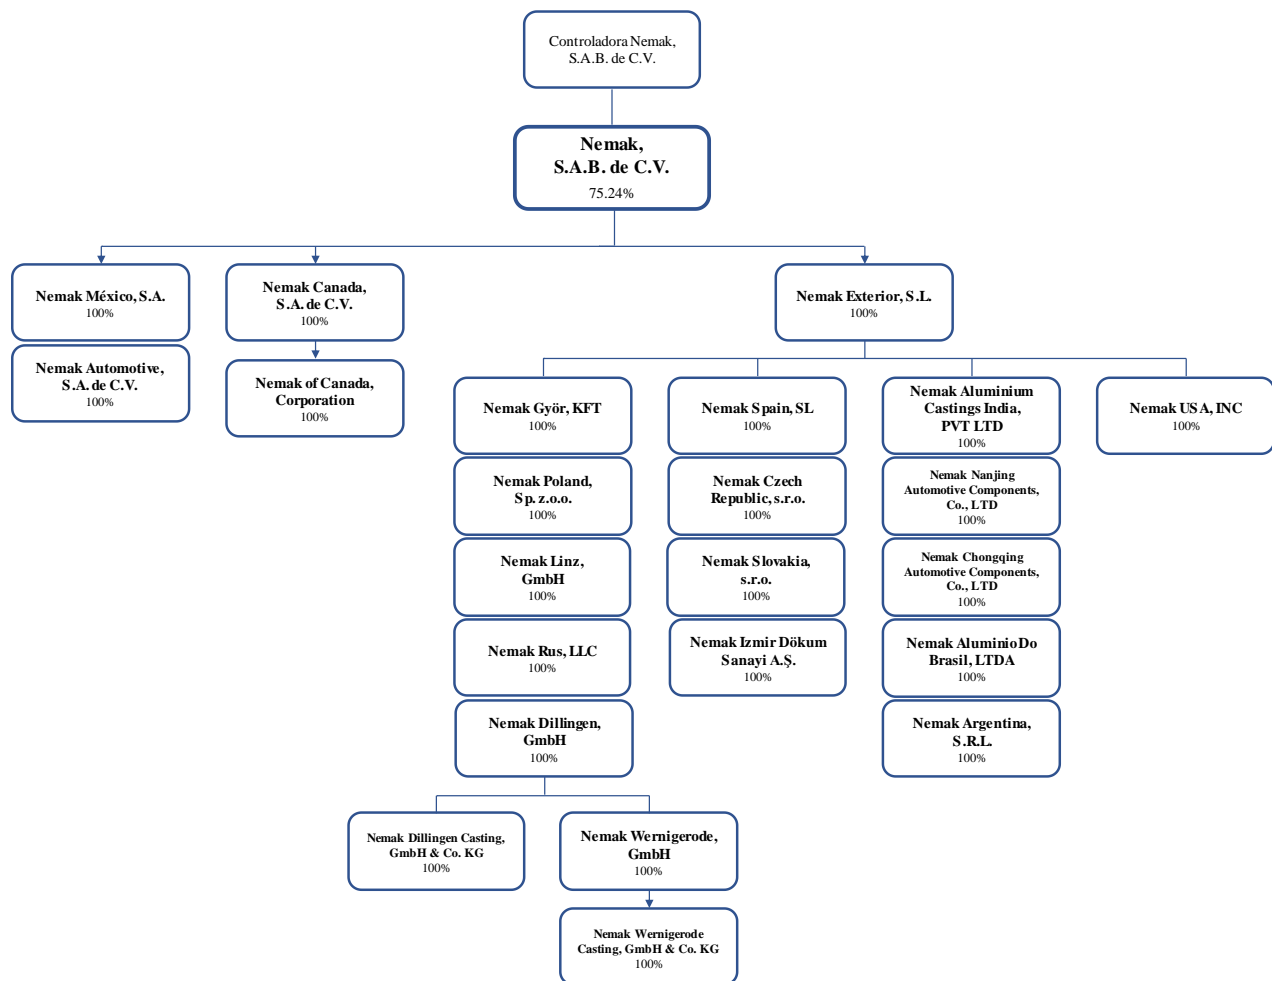 Controladora Nemak,
S.A.B. de C.V.
Nemak,
S.A.B. de C.V.
75.24%
Nemak México, S.A.
100%
Nemak Automotive,
S.A. de C.V.
100%
Nemak Canada,
S.A. de C.V.
100%
Nemak of Canada,
Corporation
100%
Nemak Exterior, S.L.
100%
Nemak Györ, KFT
100%
Nemak Poland,
Sp. z.o.o.
100%
Nemak Linz,
GmbH
100%
Nemak Rus, LLC
100%
Nemak Dillingen,
GmbH
100%
Nemak Dillingen Casting,
GmbH & Co. KG
100%
Nemak Wernigerode,
GmbH
100%
Nemak Wernigerode
Casting, GmbH & Co. KG
100%
Nemak Spain, SL
100%
Nemak Czech
Republic, s.r.o.
100%
Nemak Slovakia,
s.r.o.
100%
Nemak Izmir Döküm
Sanayi A.Ş.
100%
Nemak Aluminium
Castings India,
PVT LTD
100%
Nemak Nanjing
Automotive Components,
Co., LTD
100%
Nemak Chongqing
Automotive Components,
Co., LTD
100%
Nemak Aluminio Do
Brasil, LTDA
100%
Nemak Argentina,
S.R.L.
100%
Nemak USA, INC
100%